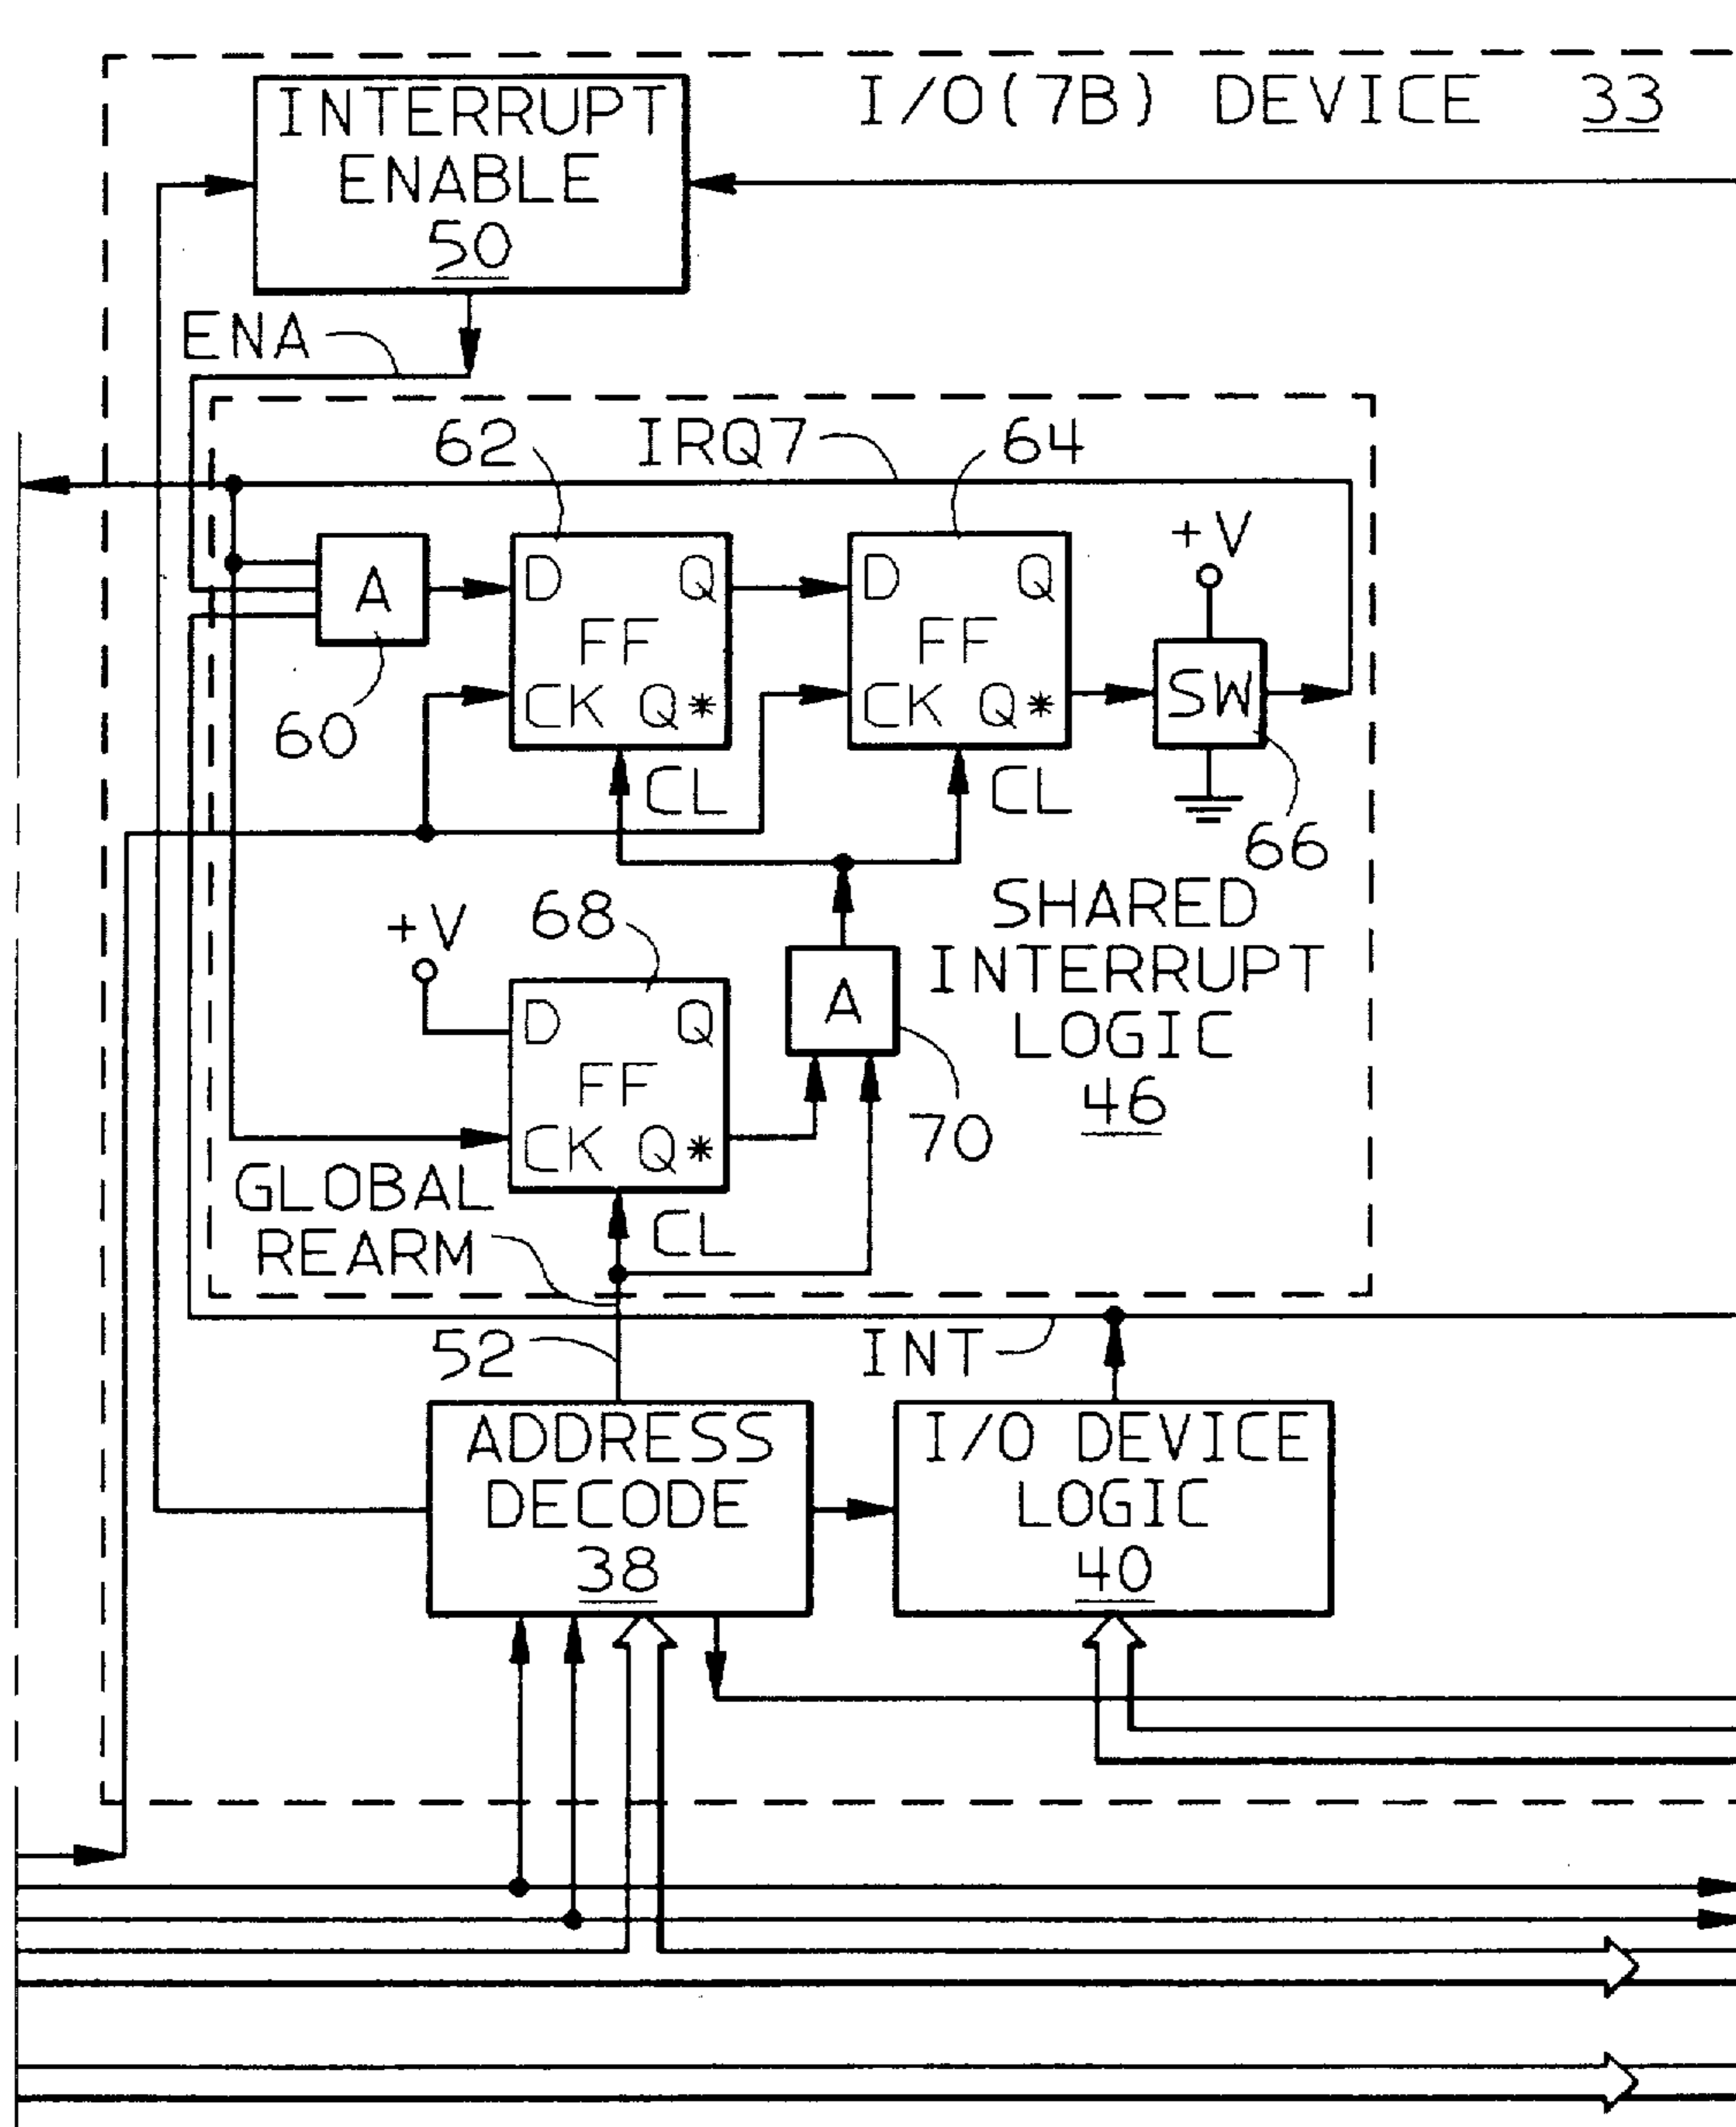 I/O(7B) DEVICE 33
INTERRUPT
ENABLE
50
ENA
62
IRQ7
64
+V
D Q
FF
CK Q*
D Q
FF
CK Q*
A
SW
60
CL
CL
66
+V
68
SHARED
INTERRUPT
LOGIC
46
D Q
FF
CK Q*
A
70
GLOBAL
REARM
CL
52
INT
ADDRESS
DECODE
38
I/O DEVICE
LOGIC
40